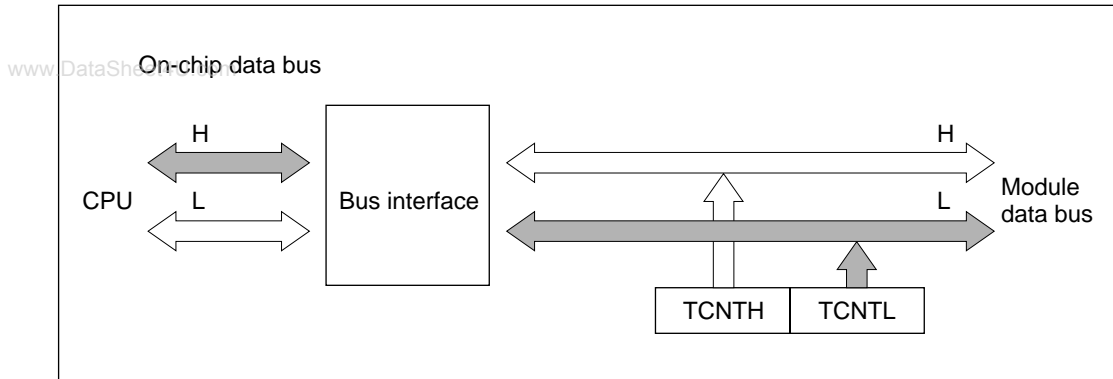 On-chip data bus
www.DataSheet4U.com
H
H
CPU
L
Bus interface
L
Module
data bus
TCNTH
TCNTL